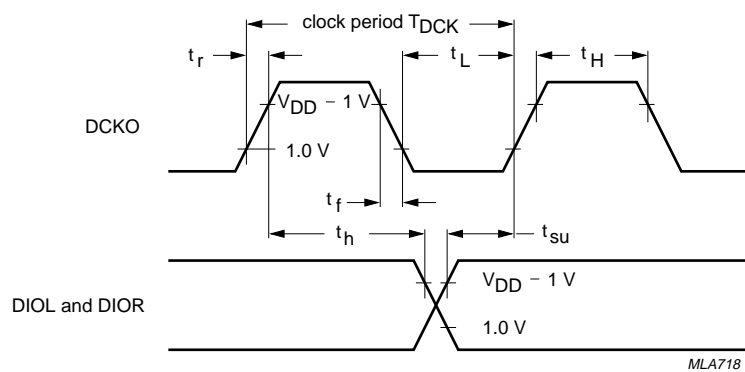 clock period TDCK
tr
tL
tH
VDD − 1 V
DCKO
1.0 V
tf
th
tsu
VDD − 1 V
DIOL and DIOR
1.0 V
MLA718